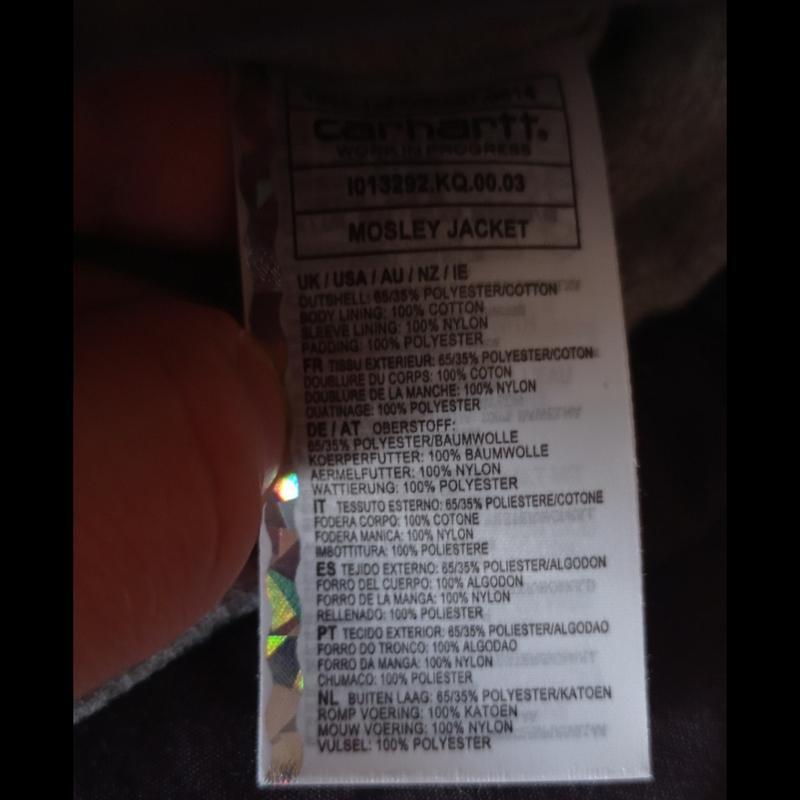 carhartt®
WORK IN PROGRESS
I013292.KQ.00.03
MOSLEY JACKET
UK / USA / AU / NZ / IE
OUTSHELL: 65/35% POLYESTER/COTTON
BODY LINING: 100% COTTON
SLEEVE LINING: 100% NYLON
PADDING: 100% POLYESTER
FR TISSU EXTERIEUR: 65/35% POLYESTER/COTON
DOUBLURE DU CORPS: 100% COTON
DOUBLURE DE LA MANCHE: 100% NYLON
OUATINAGE: 100% POLYESTER
DE / AT OBERSTOFF:
65/35% POLYESTER/BAUMWOLLE
KOERPERFUTTER: 100% BAUMWOLLE
AERMELFUTTER: 100% NYLON
WATTIERUNG: 100% POLYESTER
IT TESSUTO ESTERNO: 65/35% POLIESTERE/COTONE
FODERA CORPO: 100% COTONE
FODERA MANICA: 100% NYLON
IMBOTTITURA: 100% POLIESTERE
ES TEJIDO EXTERNO: 65/35% POLIESTER/ALGODON
FORRO DEL CUERPO: 100% ALGODON
FORRO DE LA MANGA: 100% NYLON
RELLENADO: 100% POLIESTER
PT TECIDO EXTERIOR: 65/35% POLIESTER/ALGODAO
FORRO DO TRONCO: 100% ALGODAO
FORRO DA MANGA: 100% NYLON
CHUMACO: 100% POLIESTER
NL BUITEN LAAG: 65/35% POLYESTER/KATOEN
ROMP VOERING: 100% KATOEN
MOUW VOERING: 100% NYLON
VULSEL: 100% POLYESTER